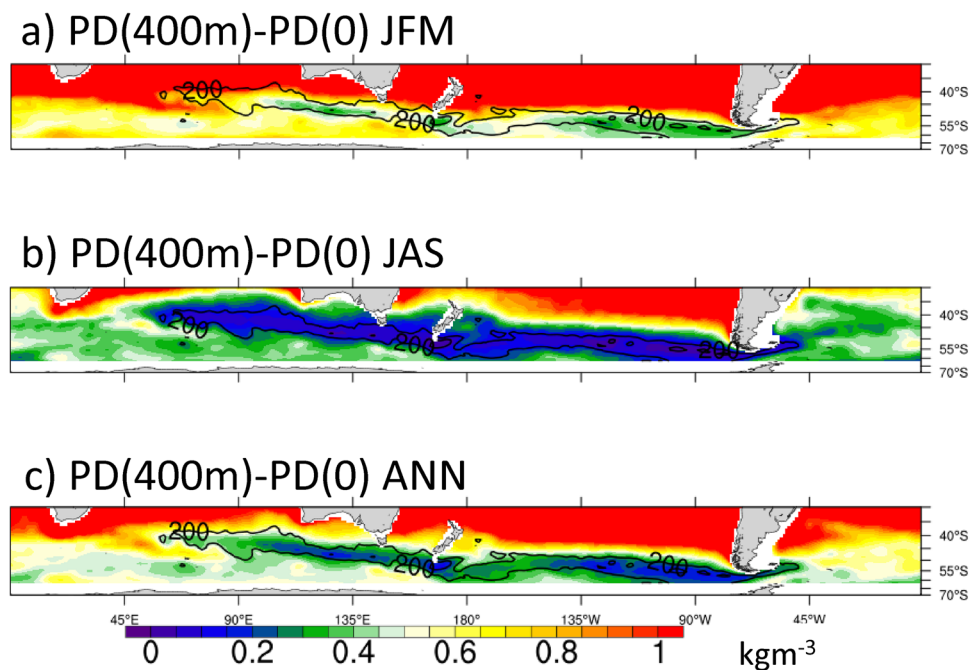 a) PD(400m)-PD(0) JFM
200
200
200
40°S
55°S
70°S
b) PD(400m)-PD(0) JAS
200
200
200
40°S
55°S
70°S
c) PD(400m)-PD(0) ANN
200
200
200
40°S
55°S
70°S
45°E 90°E 135°E 180° 135°W 90°W 45°W
0 0.2 0.4 0.6 0.8 1 kgm-3